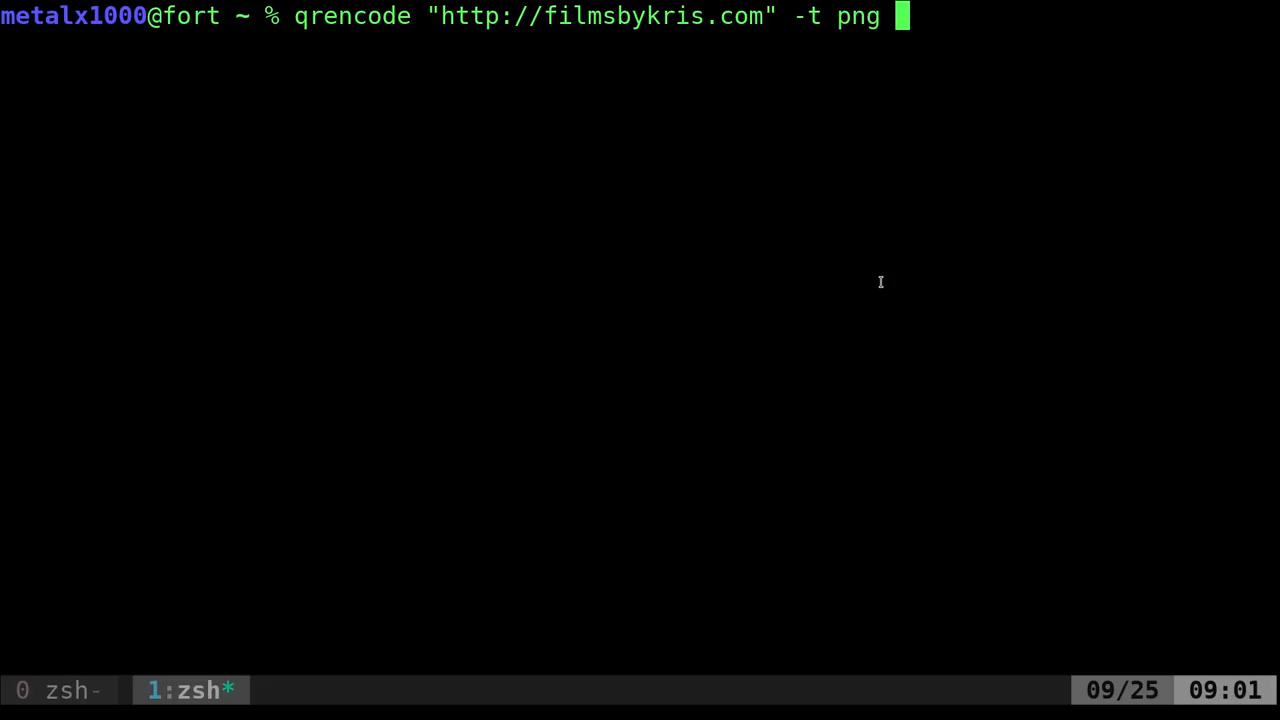 metalx1000@fort ~ % qrencode "http://filmsbykris.com" -t png
0 zsh- 1:zsh* 09/25 09:01